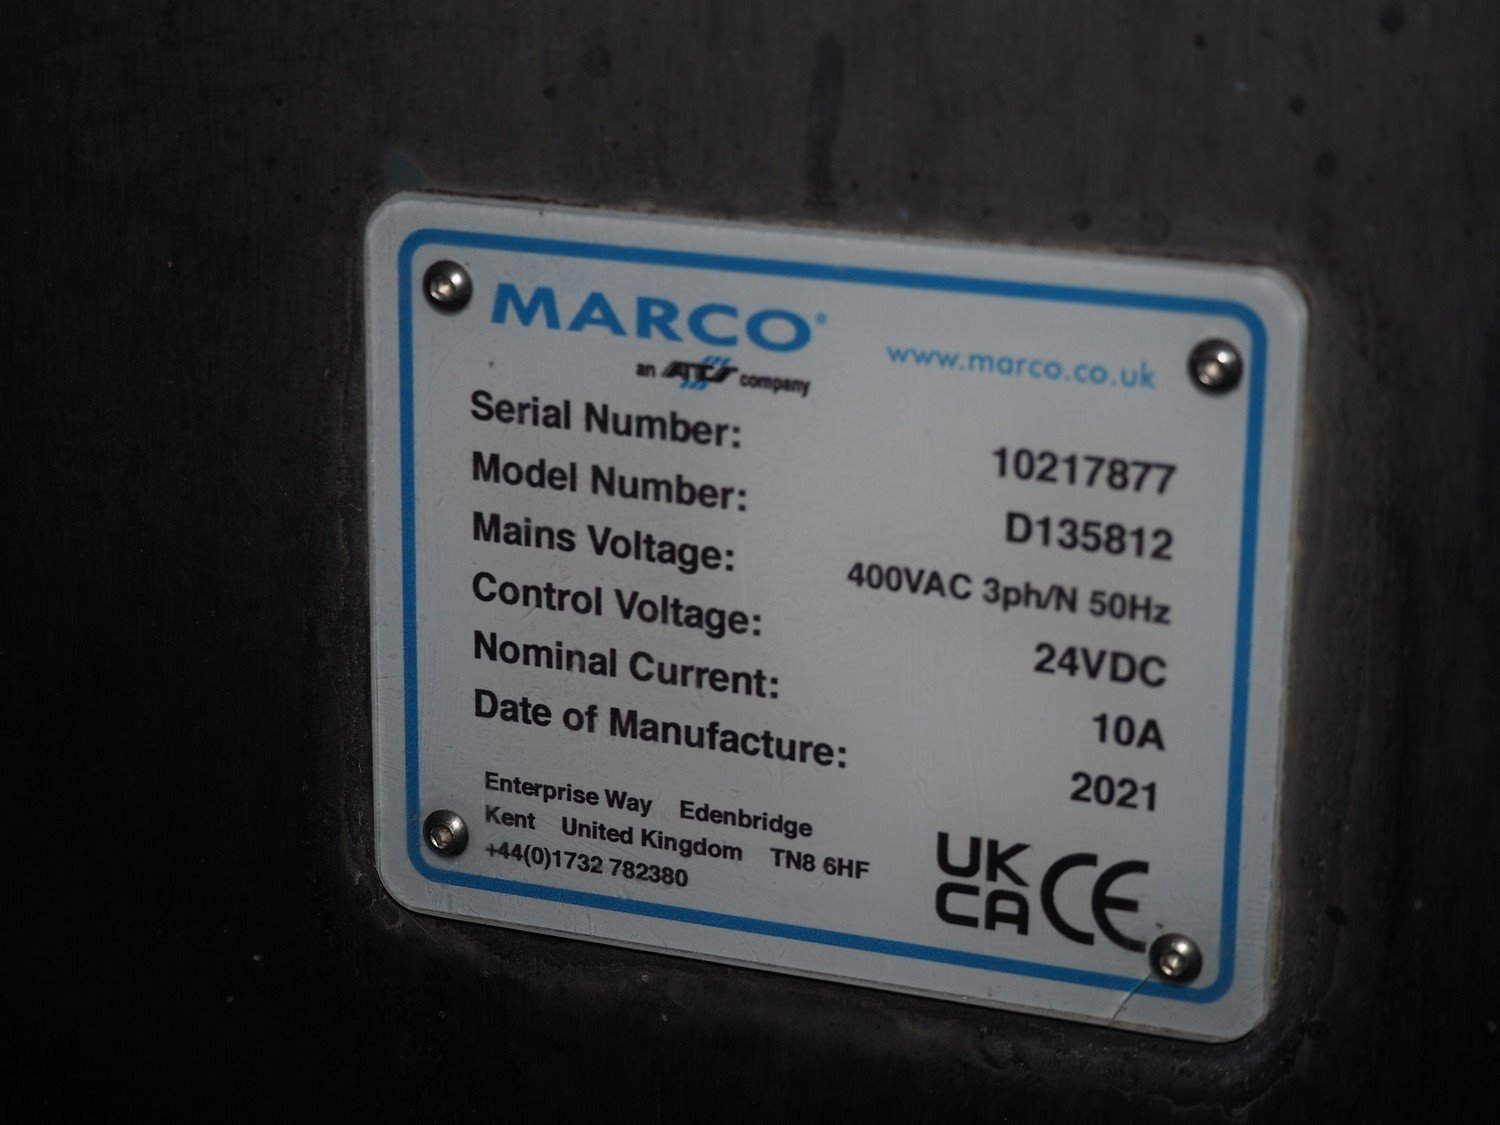 MARCO®
an ATS company
www.marco.co.uk
Serial Number: 10217877
Model Number: D135812
Mains Voltage: 400VAC 3ph/N 50Hz
Control Voltage: 24VDC
Nominal Current: 10A
Date of Manufacture: 2021
Enterprise Way Edenbridge
Kent United Kingdom TN8 6HF
+44(0)1732 782380
UK
CA CE